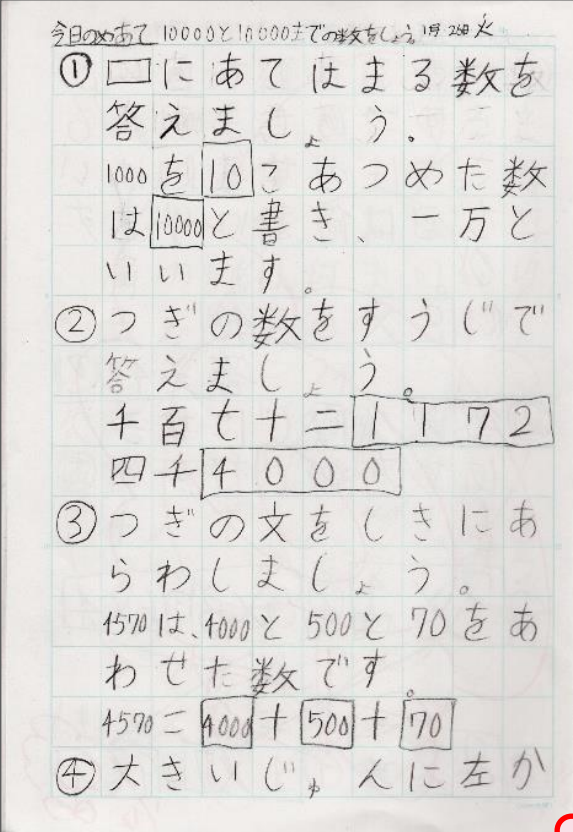 今日のめあて 10000と10000までの数をしょう。1月26日火
① □にあてはまる数を
答えましょう。
1000を10こあつめた数
は10000と書き、一万と
いいます。
② つぎの数をすうじで
答えましょう。
千百七十二 1172
四千 4000
③ つぎの文をしきにあ
らわしましょう。
4570は、4000と500と70をあ
わせた数です。
4570=4000+500+70
④ 大きいじゅんに左か